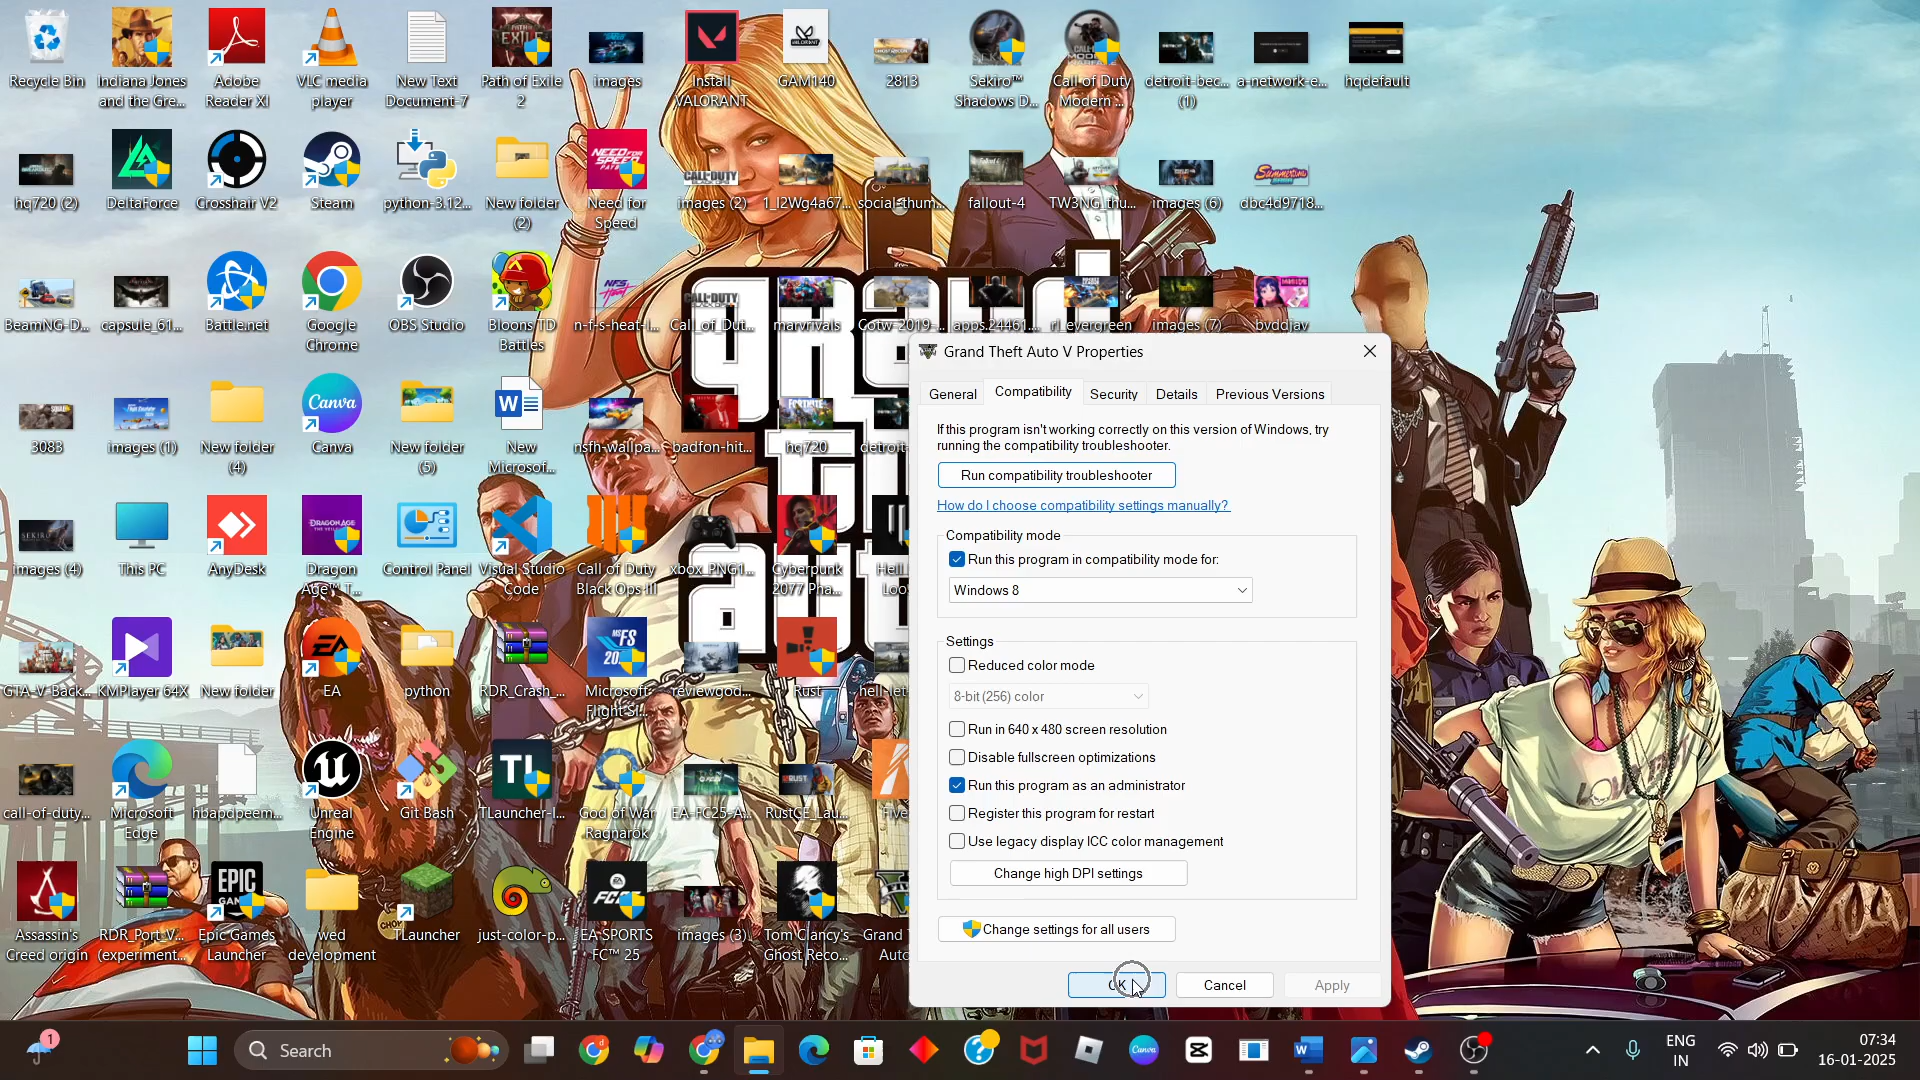 Recycle Bin
Indiana Jones
and the Gre...
Adobe
Reader XI
VLC media
player
New Text
Document-7
Path of Exile
2
images
Install
VALORANT
GAM140
2813
Sekiro™
Shadows D...
Call of Duty
Modern ...
detroit-bec...
(1)
a-network-e...
hqdefault
hq720 (2)
DeltaForce
Crosshair V2
Steam
python-3.12...
New folder
(2)
Need for
Speed
images (2)
1_I2Wg4a67...
social-thum...
fallout-4
TW3NG_thu...
images (6)
dbc4d9718...
BeamNG-D...
capsule_61...
Battle.net
Google
Chrome
OBS Studio
Bloons TD
Battles
n-f-s-heat-l...
Call_of_Dut...
marvrivals
Cotw-2019-...
apps.24461...
rl_evergreen
images (7)
bvddjav
3083
images (1)
New folder
(4)
Canva
New folder
(5)
New
Microsof...
nsfh-wallpa...
badfon-hit...
hq720
images (4)
This PC
AnyDesk
Dragon
Age™ T...
Control Panel
Visual Studio
Code
Call of Duty
Black Ops III
xbox_PNG1...
Cyberpunk
2077 Pha...
GTA_V-Back...
KMPlayer 64X
New folder
EA
python
RDR_Crash_...
Microsoft
Flight Si...
reviewgod...
Rust
call-of-duty...
Microsoft
Edge
hbapdpeem...
Unreal
Engine
Git Bash
TLauncher-I...
God of War
Ragnarök
EA-FC25-A...
RustCE_Lau...
Assassin's
Creed origin
RDR_Port_V...
(experiment...
Epic Games
Launcher
wed
development
TLauncher
just-color-p...
EA SPORTS
FC™ 25
images (3)
Tom Clancy's
Ghost Reco...
Grand Theft Auto V Properties
General
Compatibility
Security
Details
Previous Versions
If this program isn't working correctly on this version of Windows, try
running the compatibility troubleshooter.
Run compatibility troubleshooter
How do I choose compatibility settings manually?
Compatibility mode
Run this program in compatibility mode for:
Windows 8
Settings
Reduced color mode
8-bit (256) color
Run in 640 x 480 screen resolution
Disable fullscreen optimizations
Run this program as an administrator
Register this program for restart
Use legacy display ICC color management
Change high DPI settings
Change settings for all users
OK
Cancel
Apply
1
Search
ENG
IN
07:34
16-01-2025